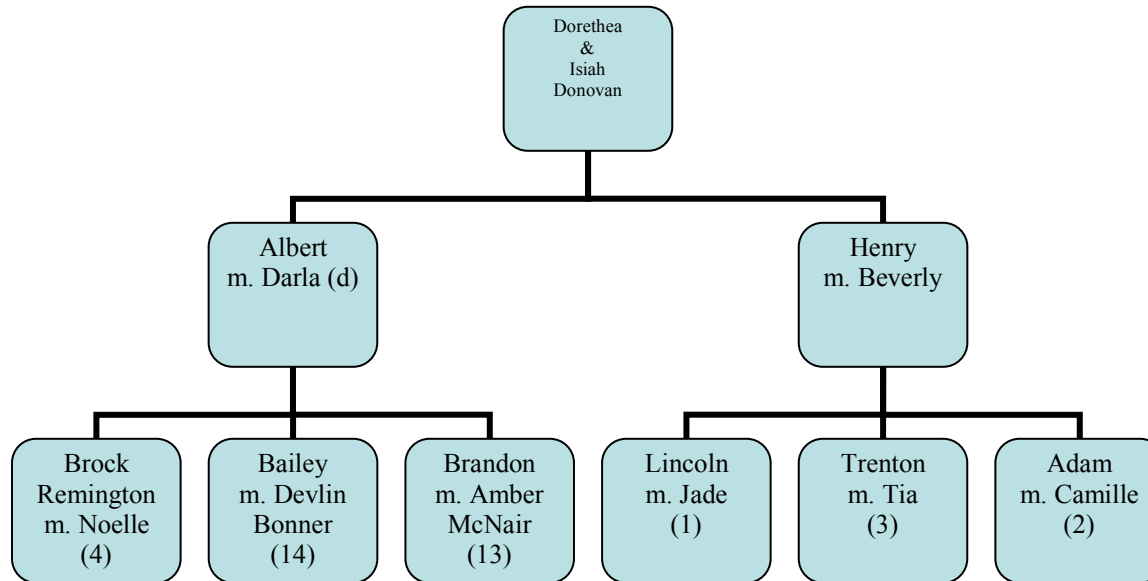 Dorethea
&
Isiah
Donovan
Albert
m. Darla (d)
Henry
m. Beverly
Brock
Remington
m. Noelle
(4)
Bailey
m. Devlin
Bonner
(14)
Brandon
m. Amber
McNair
(13)
Lincoln
m. Jade
(1)
Trenton
m. Tia
(3)
Adam
m. Camille
(2)